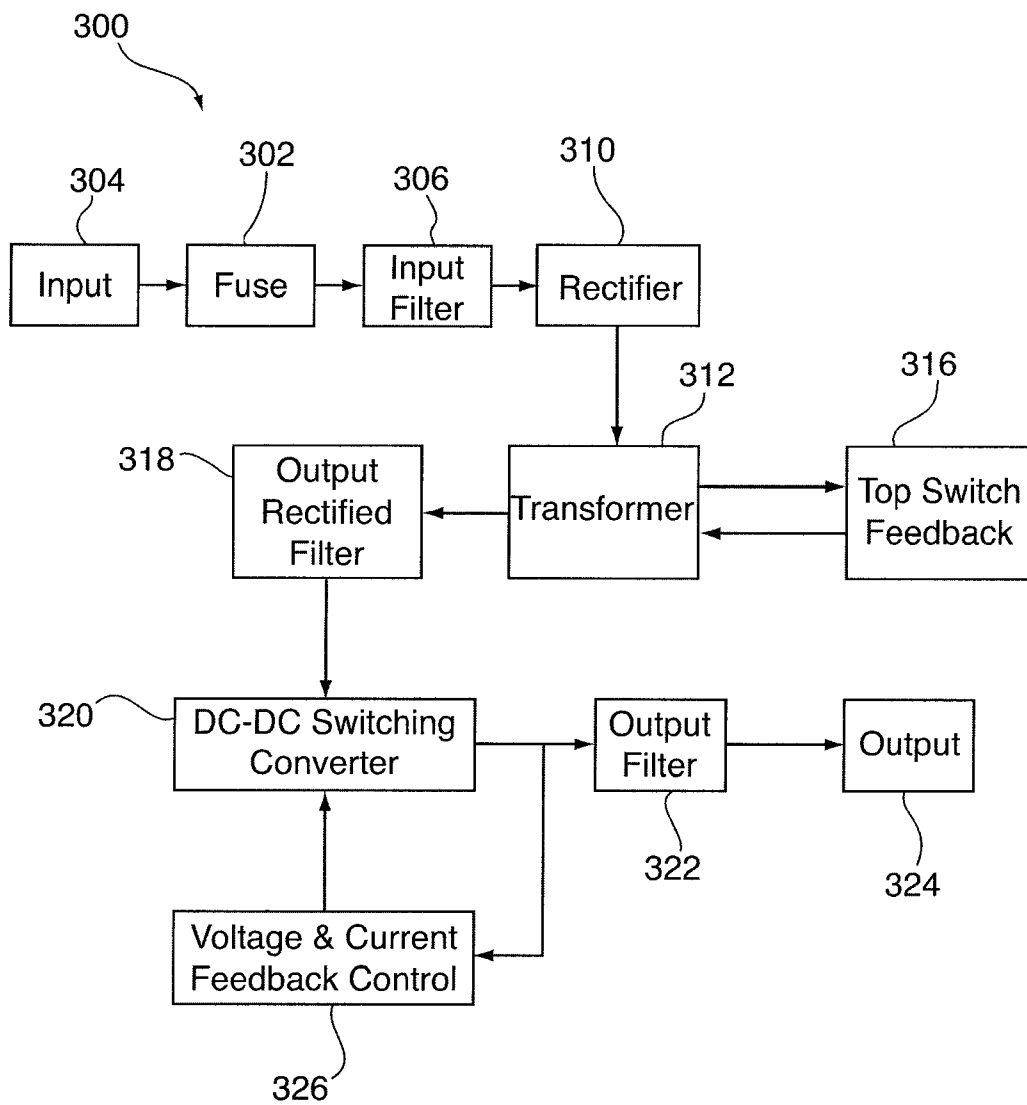 300
304
302
306
310
Input
Fuse
Input
Filter
Rectifier
312
316
318
Output
Rectified
Filter
Transformer
Top Switch
Feedback
320
DC-DC Switching
Converter
Output
Filter
Output
322
324
Voltage & Current
Feedback Control
326